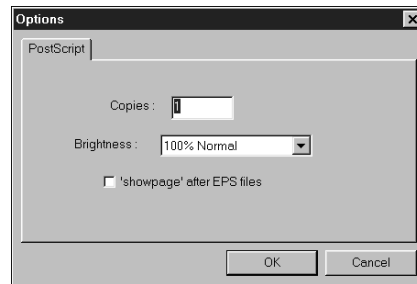 Options
PostScript
Copies : 1
Brightness : 100% Normal
'showpage' after EPS files
OK Cancel